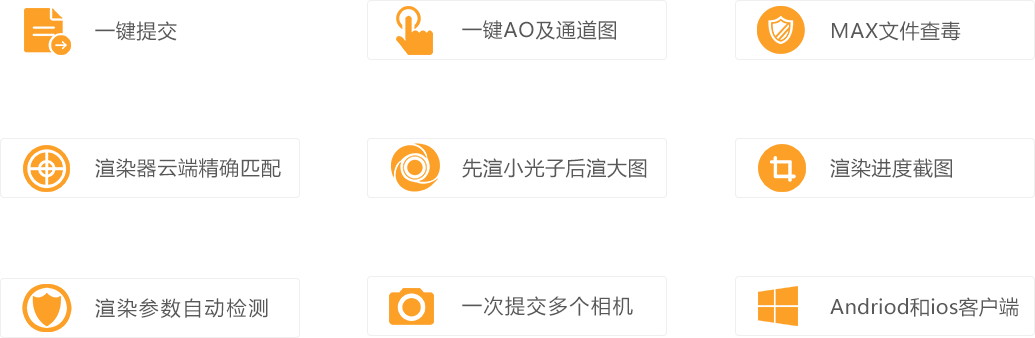 一键提交
一键AO及通道图
MAX文件查毒
渲染器云端精确匹配
先渲小光子后渲大图
渲染进度截图
渲染参数自动检测
一次提交多个相机
Andriod和ios客户端